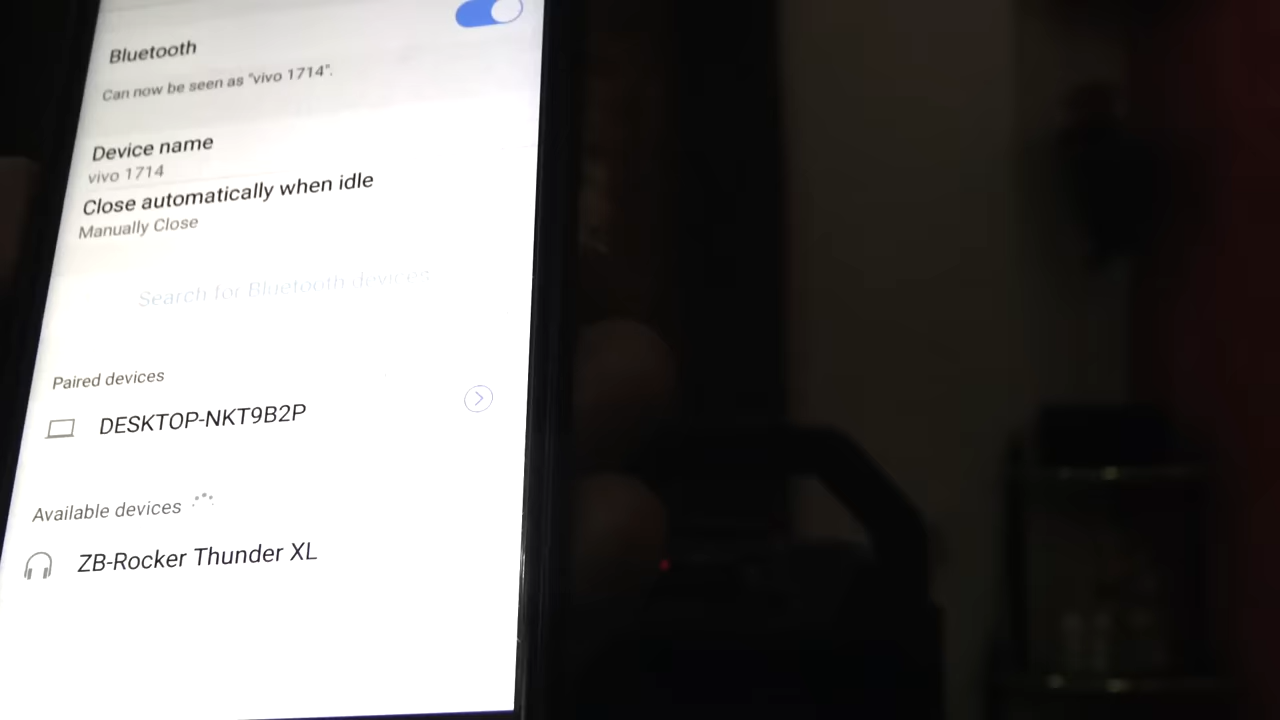 Bluetooth
Can now be seen as "vivo 1714".
Device name
vivo 1714
Close automatically when idle
Manually Close
Search for Bluetooth devices
Paired devices
DESKTOP-NKT9B2P
Available devices
ZB-Rocker Thunder XL